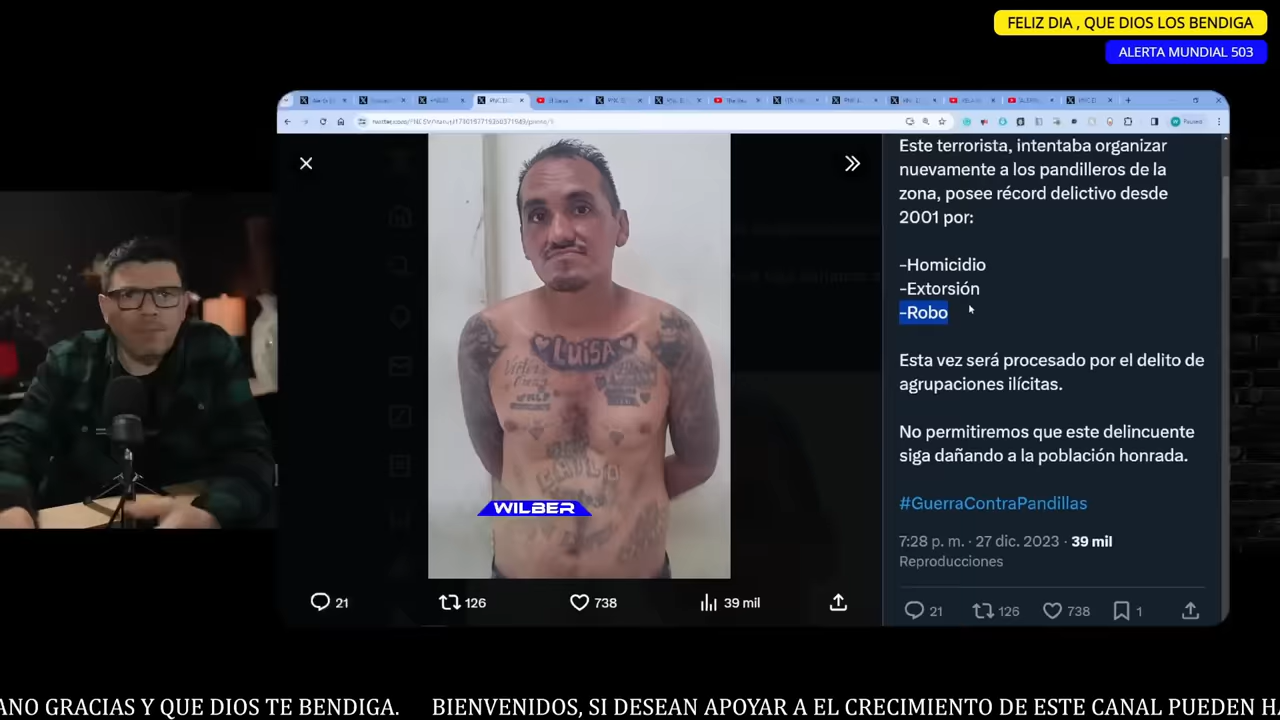 FELIZ DIA , QUE DIOS LOS BENDIGA
ALERTA MUNDIAL 503
Paused
Este terrorista, intentaba organizar
nuevamente a los pandilleros de la
zona, posee récord delictivo desde
2001 por:
-Homicidio
-Extorsión
-Robo
Esta vez será procesado por el delito de
agrupaciones ilícitas.
No permitiremos que este delincuente
siga dañando a la población honrada.
#GuerraContraPandillas
7:28 p. m. · 27 dic. 2023 · 39 mil
Reproducciones
21 126 738 1
LUISA
WILBER
21 126 738 39 mil
ANO GRACIAS Y QUE DIOS TE BENDIGA. BIENVENIDOS, SI DESEAN APOYAR A EL CRECIMIENTO DE ESTE CANAL PUEDEN HA